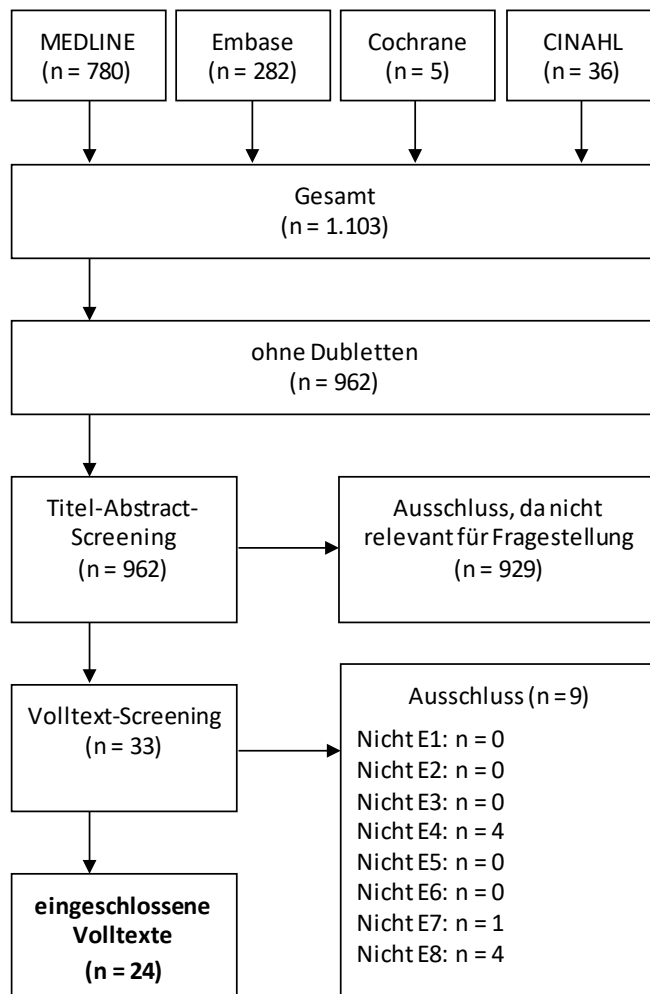 MEDLINE
(n = 780)
Embase
(n = 282)
Cochrane
(n = 5)
CINAHL
(n = 36)
Gesamt
(n = 1.103)
ohne Dubletten
(n = 962)
Titel-Abstract-
Screening
(n = 962)
Ausschluss, da nicht
relevant für Fragestellung
(n = 929)
Volltext-Screening
(n = 33)
Ausschluss (n = 9)
Nicht E1: n = 0
Nicht E2: n = 0
Nicht E3: n = 0
Nicht E4: n = 4
Nicht E5: n = 0
Nicht E6: n = 0
Nicht E7: n = 1
Nicht E8: n = 4
eingeschlossene
Volltexte
(n = 24)